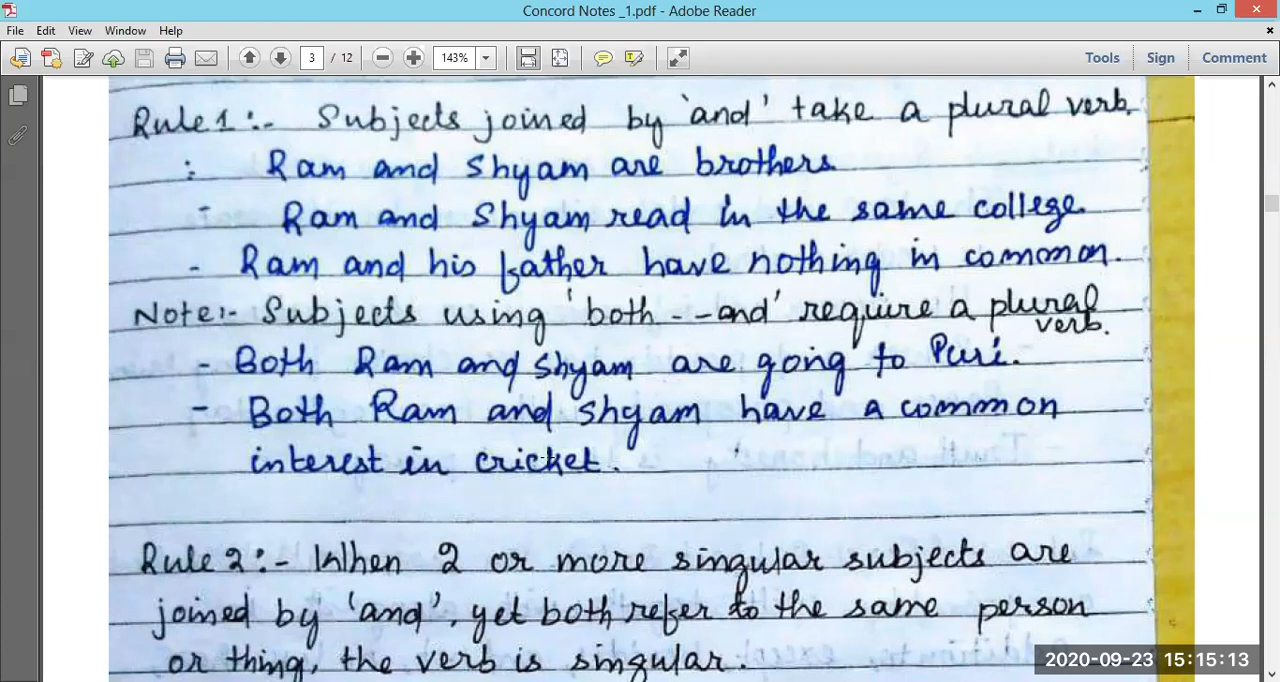 Concord Notes _1.pdf - Adobe Reader
File Edit View Window Help
3 / 12 143% Tools Sign Comment
Rule 1 :- Subjects joined by 'and' take a plural verb.
: Ram and Shyam are brothers
- Ram and Shyam read in the same college.
- Ram and his father have nothing in common.
Note:- Subjects using 'both --and' require a plural
verb.
- Both Ram and Shyam are going to Puri.
- Both Ram and Shyam have a common
interest in cricket.
Rule 2:- When 2 or more singular subjects are
joined by 'and', yet both refer to the same person
or thing, the verb is singular.
2020-09-23 15:15:13